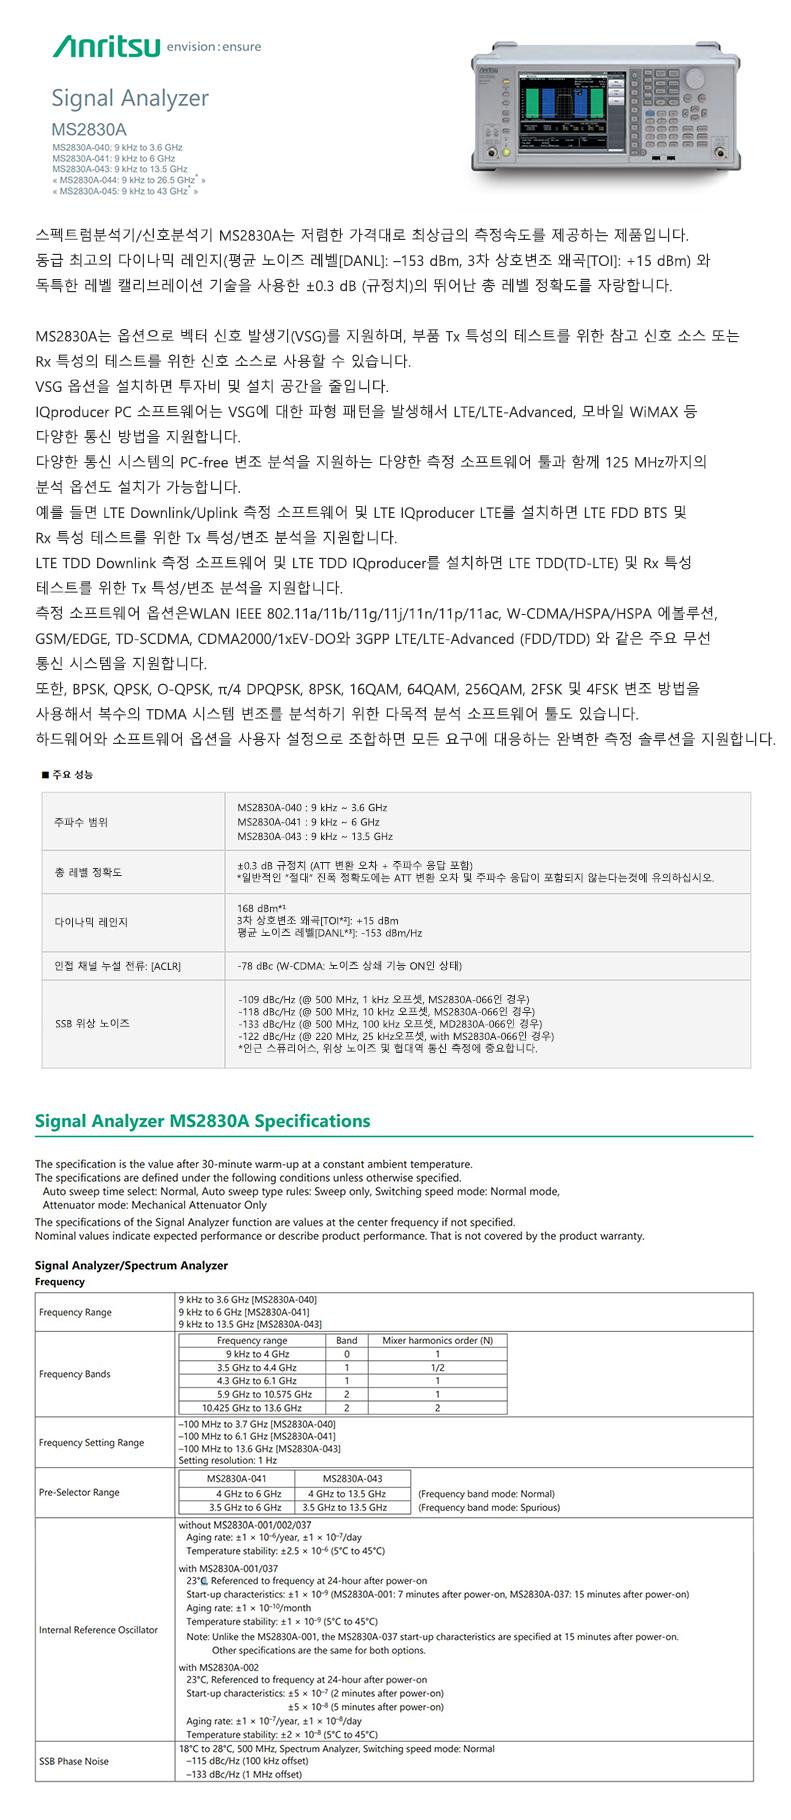 Anritsu envision : ensure
Signal Analyzer
MS2830A
MS2830A-040: 9 kHz to 3.6 GHz
MS2830A-041: 9 kHz to 6 GHz
MS2830A-043: 9 kHz to 13.5 GHz
« MS2830A-044: 9 kHz to 26.5 GHz* »
« MS2830A-045: 9 kHz to 43 GHz* »
스펙트럼분석기/신호분석기 MS2830A는 저렴한 가격대로 최상급의 측정속도를 제공하는 제품입니다.
동급 최고의 다이나믹 레인지(평균 노이즈 레벨[DANL]: –153 dBm, 3차 상호변조 왜곡[TOI]: +15 dBm) 와
독특한 레벨 캘리브레이션 기술을 사용한 ±0.3 dB (규정치)의 뛰어난 총 레벨 정확도를 자랑합니다.
MS2830A는 옵션으로 벡터 신호 발생기(VSG)를 지원하며, 부품 Tx 특성의 테스트를 위한 참고 신호 소스 또는
Rx 특성의 테스트를 위한 신호 소스로 사용할 수 있습니다.
VSG 옵션을 설치하면 투자비 및 설치 공간을 줄입니다.
IQproducer PC 소프트웨어는 VSG에 대한 파형 패턴을 발생해서 LTE/LTE-Advanced, 모바일 WiMAX 등
다양한 통신 방법을 지원합니다.
다양한 통신 시스템의 PC-free 변조 분석을 지원하는 다양한 측정 소프트웨어 툴과 함께 125 MHz까지의
분석 옵션도 설치가 가능합니다.
예를 들면 LTE Downlink/Uplink 측정 소프트웨어 및 LTE IQproducer LTE를 설치하면 LTE FDD BTS 및
Rx 특성 테스트를 위한 Tx 특성/변조 분석을 지원합니다.
LTE TDD Downlink 측정 소프트웨어 및 LTE TDD IQproducer를 설치하면 LTE TDD(TD-LTE) 및 Rx 특성
테스트를 위한 Tx 특성/변조 분석을 지원합니다.
측정 소프트웨어 옵션은WLAN IEEE 802.11a/11b/11g/11j/11n/11p/11ac, W-CDMA/HSPA/HSPA 에볼루션,
GSM/EDGE, TD-SCDMA, CDMA2000/1xEV-DO와 3GPP LTE/LTE-Advanced (FDD/TDD) 와 같은 주요 무선
통신 시스템을 지원합니다.
또한, BPSK, QPSK, O-QPSK, π/4 DPQPSK, 8PSK, 16QAM, 64QAM, 256QAM, 2FSK 및 4FSK 변조 방법을
사용해서 복수의 TDMA 시스템 변조를 분석하기 위한 다목적 분석 소프트웨어 툴도 있습니다.
하드웨어와 소프트웨어 옵션을 사용자 설정으로 조합하면 모든 요구에 대응하는 완벽한 측정 솔루션을 지원합니다.
■ 주요 성능
주파수 범위
MS2830A-040 : 9 kHz ~ 3.6 GHz
MS2830A-041 : 9 kHz ~ 6 GHz
MS2830A-043 : 9 kHz ~ 13.5 GHz
총 레벨 정확도
±0.3 dB 규정치 (ATT 변환 오차 + 주파수 응답 포함)
*일반적인 "절대" 진폭 정확도에는 ATT 변환 오차 및 주파수 응답이 포함되지 않는다는것에 유의하십시오.
다이나믹 레인지
168 dBm*¹
3차 상호변조 왜곡[TOI*²]: +15 dBm
평균 노이즈 레벨[DANL*³]: -153 dBm/Hz
인접 채널 누설 전류: [ACLR]
-78 dBc (W-CDMA: 노이즈 상쇄 기능 ON인 상태)
SSB 위상 노이즈
-109 dBc/Hz (@ 500 MHz, 1 kHz 오프셋, MS2830A-066인 경우)
-118 dBc/Hz (@ 500 MHz, 10 kHz 오프셋, MS2830A-066인 경우)
-133 dBc/Hz (@ 500 MHz, 100 kHz 오프셋, MD2830A-066인 경우)
-122 dBc/Hz (@ 220 MHz, 25 kHz오프셋, with MS2830A-066인 경우)
*인근 스퓨리어스, 위상 노이즈 및 협대역 통신 측정에 중요합니다.
Signal Analyzer MS2830A Specifications
The specification is the value after 30-minute warm-up at a constant ambient temperature.
The specifications are defined under the following conditions unless otherwise specified.
Auto sweep time select: Normal, Auto sweep type rules: Sweep only, Switching speed mode: Normal mode,
Attenuator mode: Mechanical Attenuator Only
The specifications of the Signal Analyzer function are values at the center frequency if not specified.
Nominal values indicate expected performance or describe product performance. That is not covered by the product warranty.
Signal Analyzer/Spectrum Analyzer
Frequency
Frequency Range
9 kHz to 3.6 GHz [MS2830A-040]
9 kHz to 6 GHz [MS2830A-041]
9 kHz to 13.5 GHz [MS2830A-043]
Frequency Bands
Frequency range Band Mixer harmonics order (N)
9 kHz to 4 GHz 0 1
3.5 GHz to 4.4 GHz 1 1/2
4.3 GHz to 6.1 GHz 1 1
5.9 GHz to 10.575 GHz 2 1
10.425 GHz to 13.6 GHz 2 2
Frequency Setting Range
–100 MHz to 3.7 GHz [MS2830A-040]
–100 MHz to 6.1 GHz [MS2830A-041]
–100 MHz to 13.6 GHz [MS2830A-043]
Setting resolution: 1 Hz
Pre-Selector Range
MS2830A-041 MS2830A-043
4 GHz to 6 GHz 4 GHz to 13.5 GHz (Frequency band mode: Normal)
3.5 GHz to 6 GHz 3.5 GHz to 13.5 GHz (Frequency band mode: Spurious)
Internal Reference Oscillator
without MS2830A-001/002/037
Aging rate: ±1 × 10–6/year, ±1 × 10–7/day
Temperature stability: ±2.5 × 10–6 (5°C to 45°C)
with MS2830A-001/037
23°C, Referenced to frequency at 24-hour after power-on
Start-up characteristics: ±1 × 10–9 (MS2830A-001: 7 minutes after power-on, MS2830A-037: 15 minutes after power-on)
Aging rate: ±1 × 10–10/month
Temperature stability: ±1 × 10–9 (5°C to 45°C)
Note: Unlike the MS2830A-001, the MS2830A-037 start-up characteristics are specified at 15 minutes after power-on.
Other specifications are the same for both options.
with MS2830A-002
23°C, Referenced to frequency at 24-hour after power-on
Start-up characteristics: ±5 × 10–7 (2 minutes after power-on)
±5 × 10–8 (5 minutes after power-on)
Aging rate: ±1 × 10–7/year, ±1 × 10–8/day
Temperature stability: ±2 × 10–8 (5°C to 45°C)
SSB Phase Noise
18°C to 28°C, 500 MHz, Spectrum Analyzer, Switching speed mode: Normal
–115 dBc/Hz (100 kHz offset)
–133 dBc/Hz (1 MHz offset)